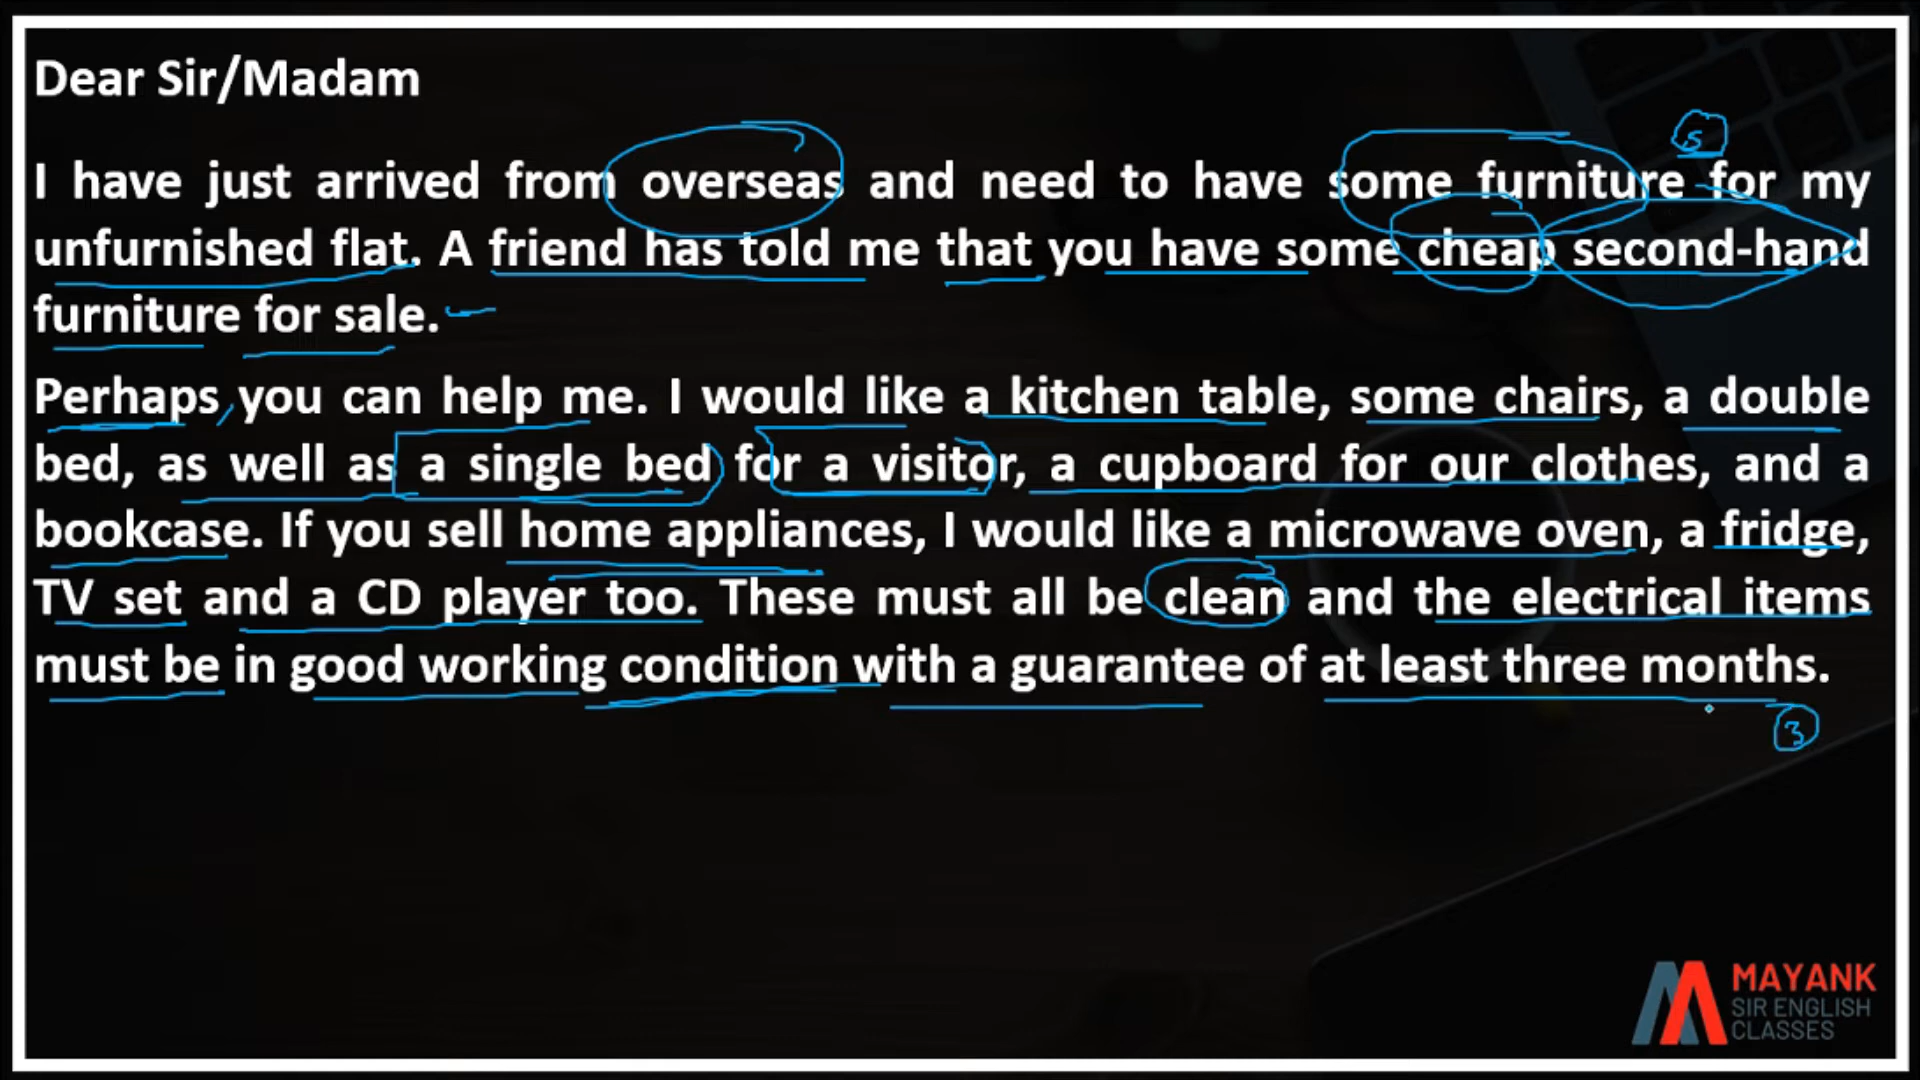 Dear Sir/Madam
5
I have just arrived from overseas and need to have some furniture for my
unfurnished flat. A friend has told me that you have some cheap second-hand
furniture for sale.
Perhaps, you can help me. I would like a kitchen table, some chairs, a double
bed, as well as a single bed for a visitor, a cupboard for our clothes, and a
bookcase. If you sell home appliances, I would like a microwave oven, a fridge,
TV set and a CD player too. These must all be clean and the electrical items
must be in good working condition with a guarantee of at least three months.
3
MAYANK
SIR ENGLISH
CLASSES